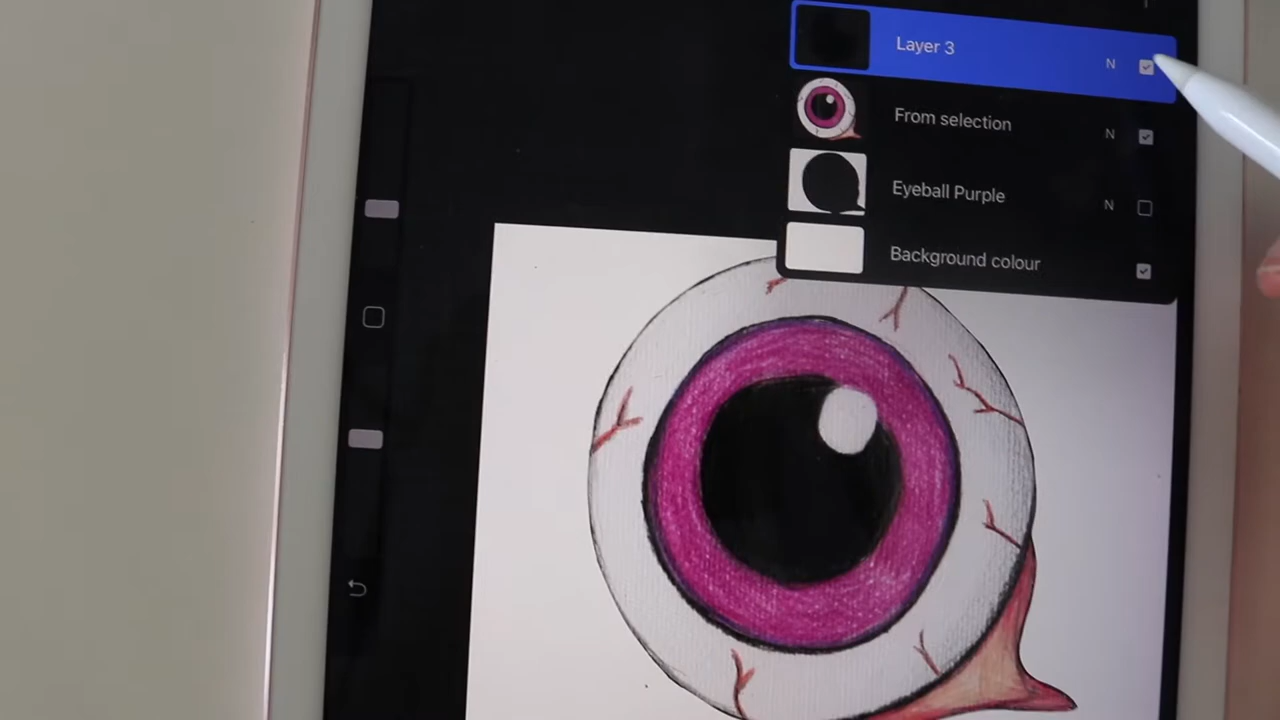 Layer 3
N
From selection
N
Eyeball Purple
N
Background colour